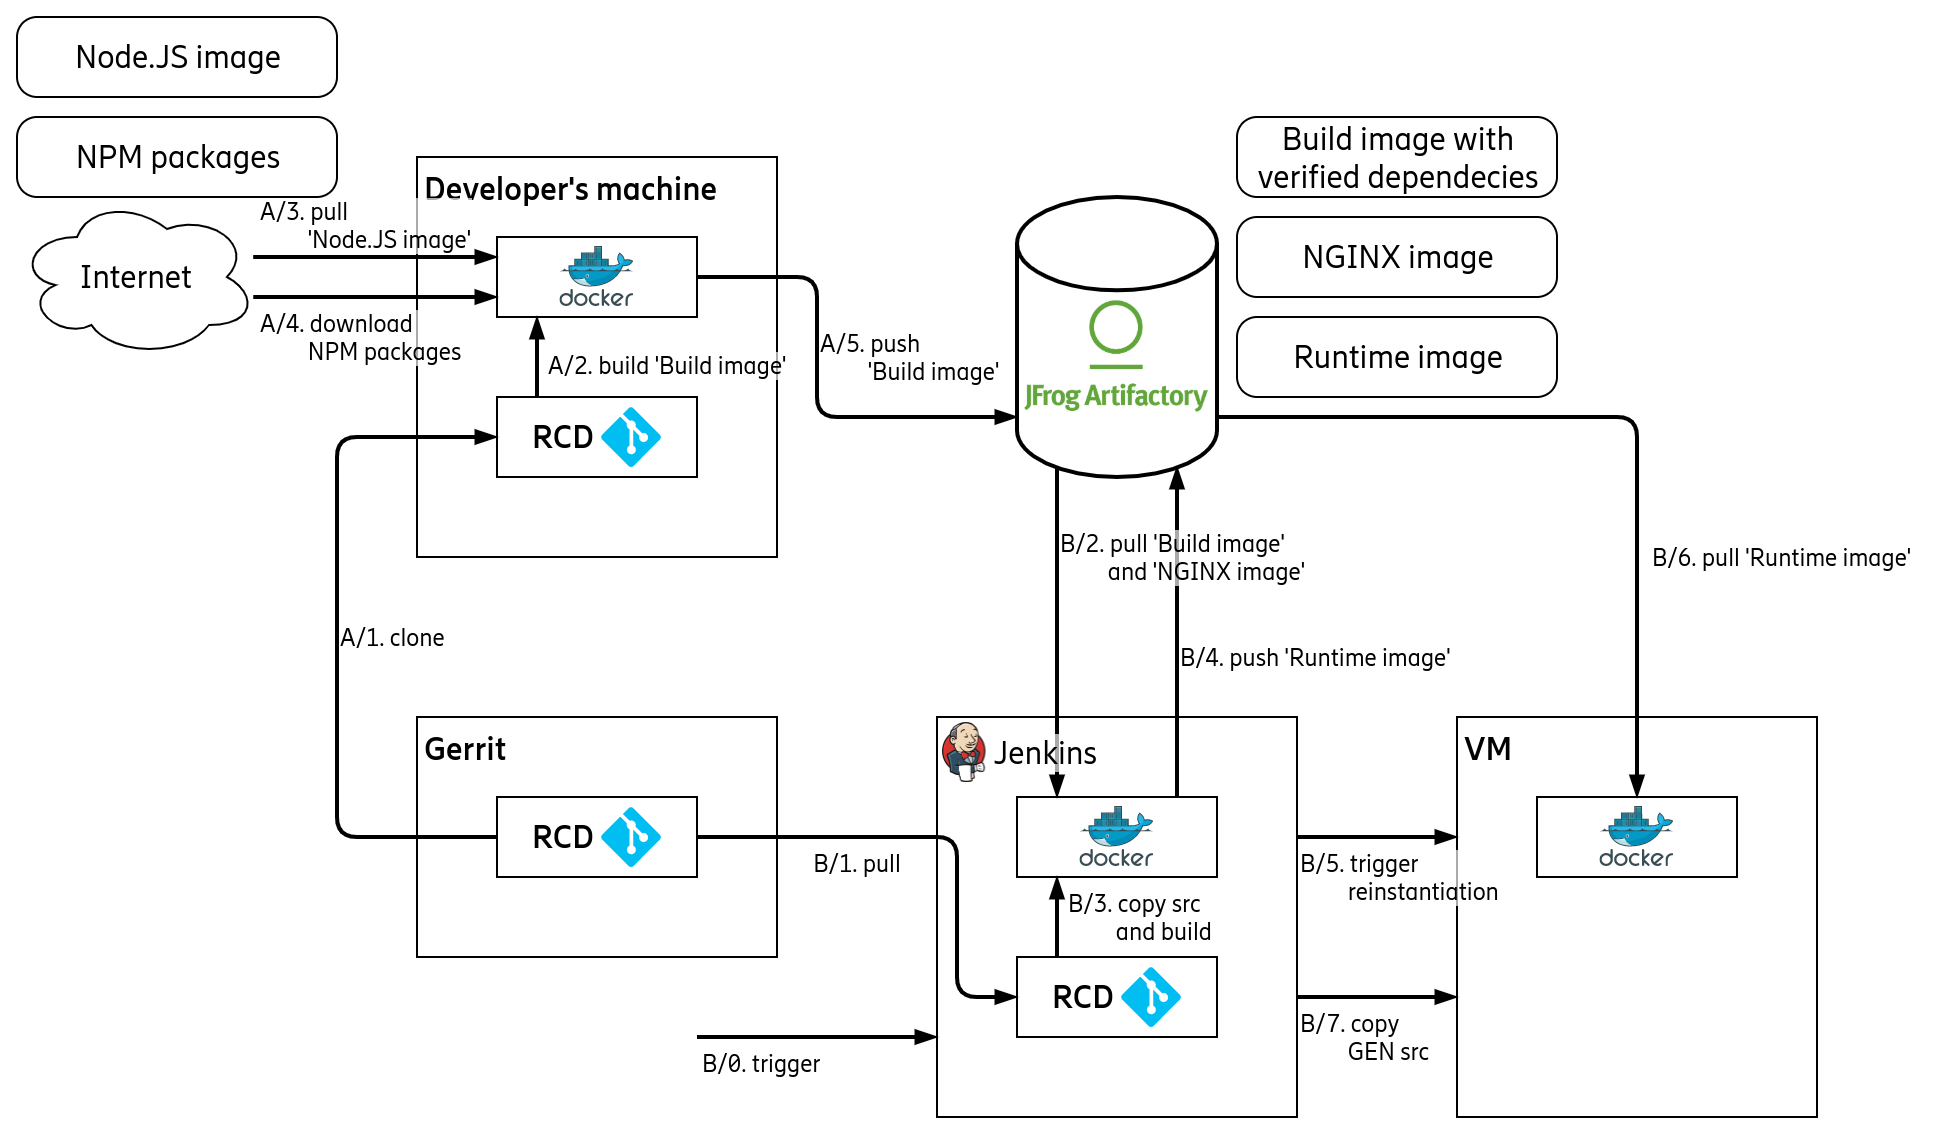 Node.JS image
NPM packages
Internet
A/3. pull
'Node.JS image'
A/4. download
NPM packages
Developer's machine
docker
A/2. build 'Build image'
RCD
A/5. push
'Build image'
JFrog Artifactory
Build image with
verified dependecies
NGINX image
Runtime image
B/2. pull 'Build image'
and 'NGINX image'
B/6. pull 'Runtime image'
A/1. clone
B/4. push 'Runtime image'
Gerrit
RCD
B/1. pull
Jenkins
docker
B/3. copy src
and build
RCD
B/0. trigger
B/5. trigger
reinstantiation
B/7. copy
GEN src
VM
docker